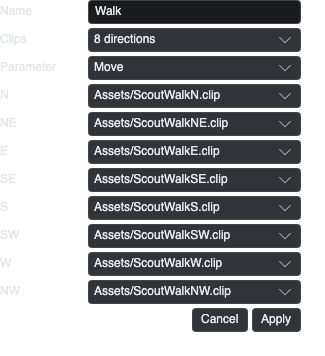 Name Walk
Clips 8 directions
Parameter Move
N Assets/ScoutWalkN.clip
NE Assets/ScoutWalkNE.clip
E Assets/ScoutWalkE.clip
SE Assets/ScoutWalkSE.clip
S Assets/ScoutWalkS.clip
SW Assets/ScoutWalkSW.clip
W Assets/ScoutWalkW.clip
NW Assets/ScoutWalkNW.clip
Cancel Apply